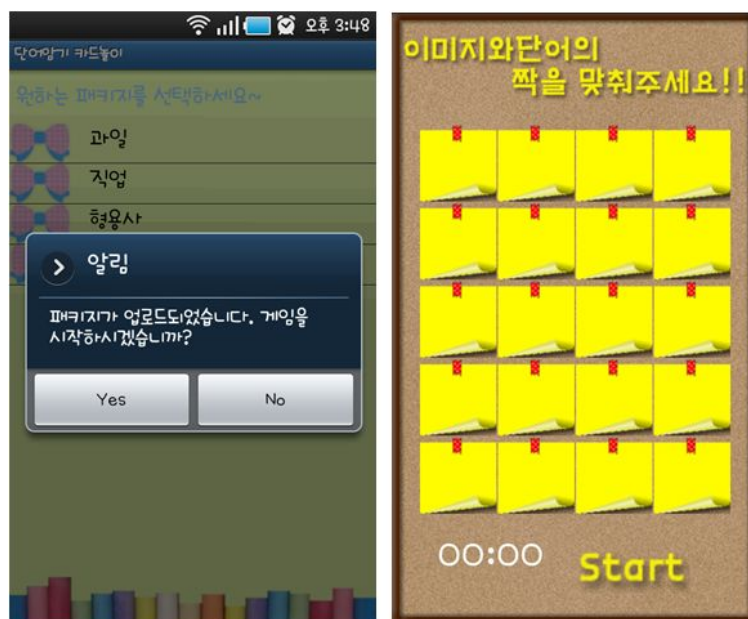 오후 3:48
단어암기 카드놀이
원하는 패키지를 선택하세요~
과일
직업
형용사
알림
패키지가 업로드되었습니다. 게임을
시작하시겠습니까?
Yes
No
이미지와단어의
짝을 맞춰주세요!!
00:00
Start